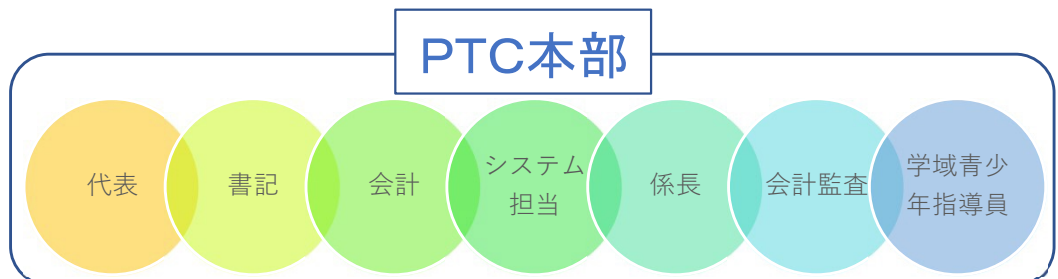 PTC本部
代表
書記
会計
システム
担当
係長
会計監査
学域青少
年指導員